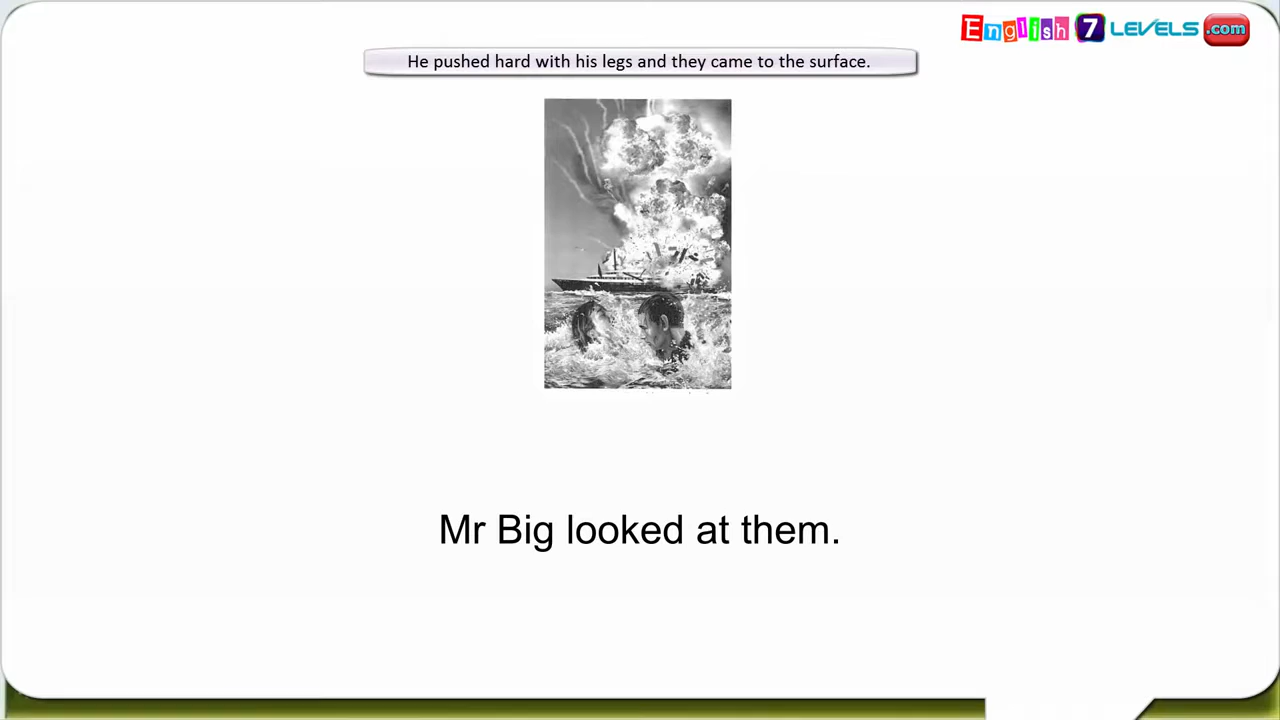 English 7 LEVELS .com
He pushed hard with his legs and they came to the surface.
Mr Big looked at them.